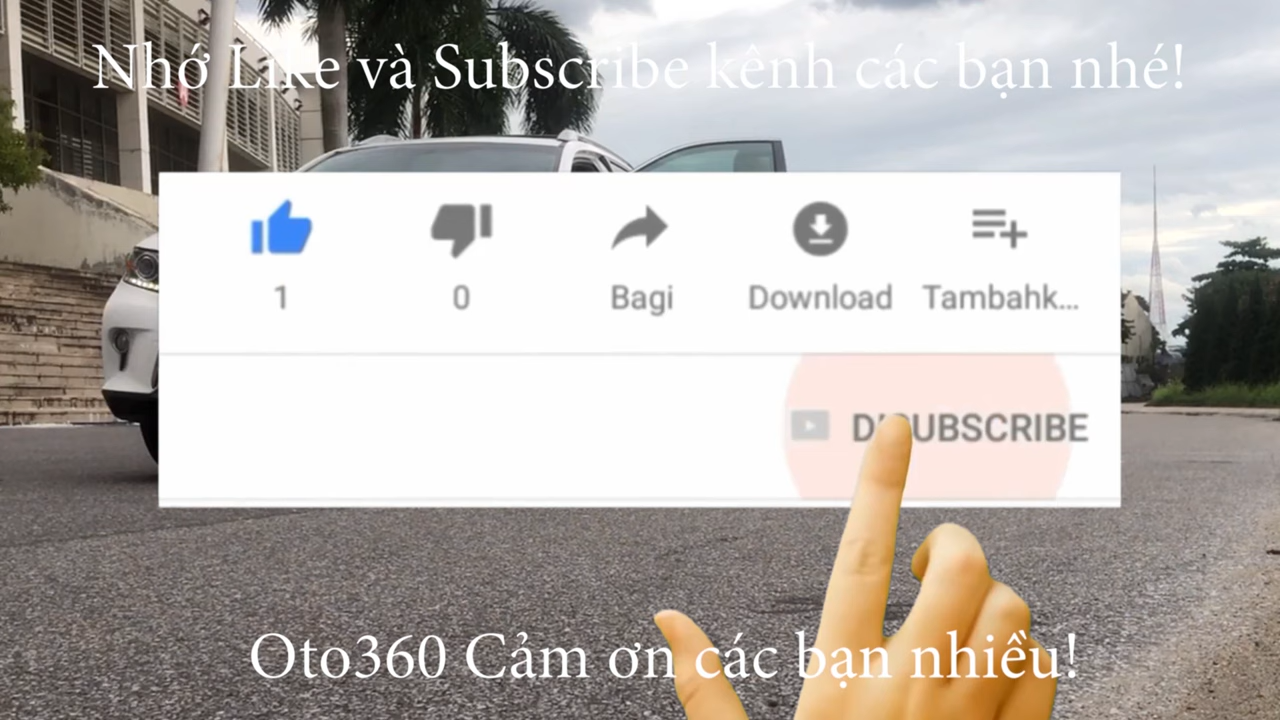 Nhớ Like và Subscribe kênh các bạn nhé!
1
0
Bagi
Download
Tambahk...
Oto360 Cảm ơn các bạn nhiều!